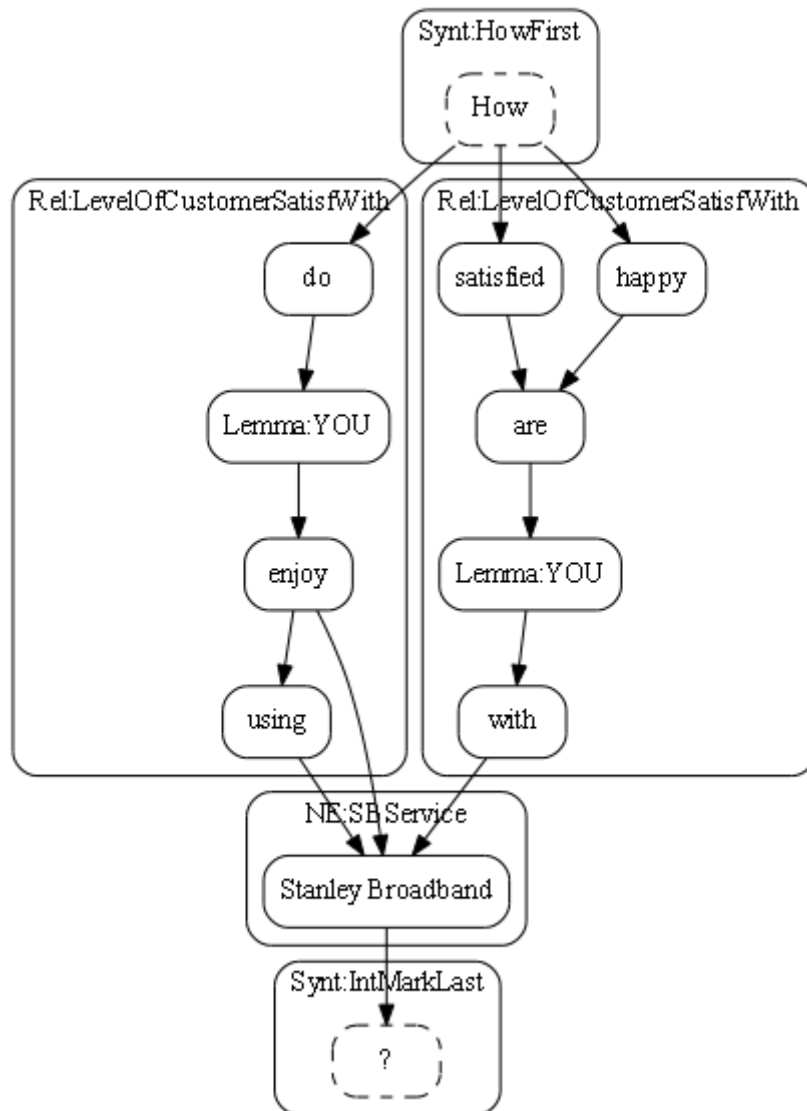 Synt:HowFirst
How
Rel:LevelOfCustomerSatisfWith
Rel:LevelOfCustomerSatisfWith
do
satisfied
happy
Lemma:YOU
are
enjoy
Lemma:YOU
using
with
NE:SBService
Stanley Broadband
Synt:IntMarkLast
?